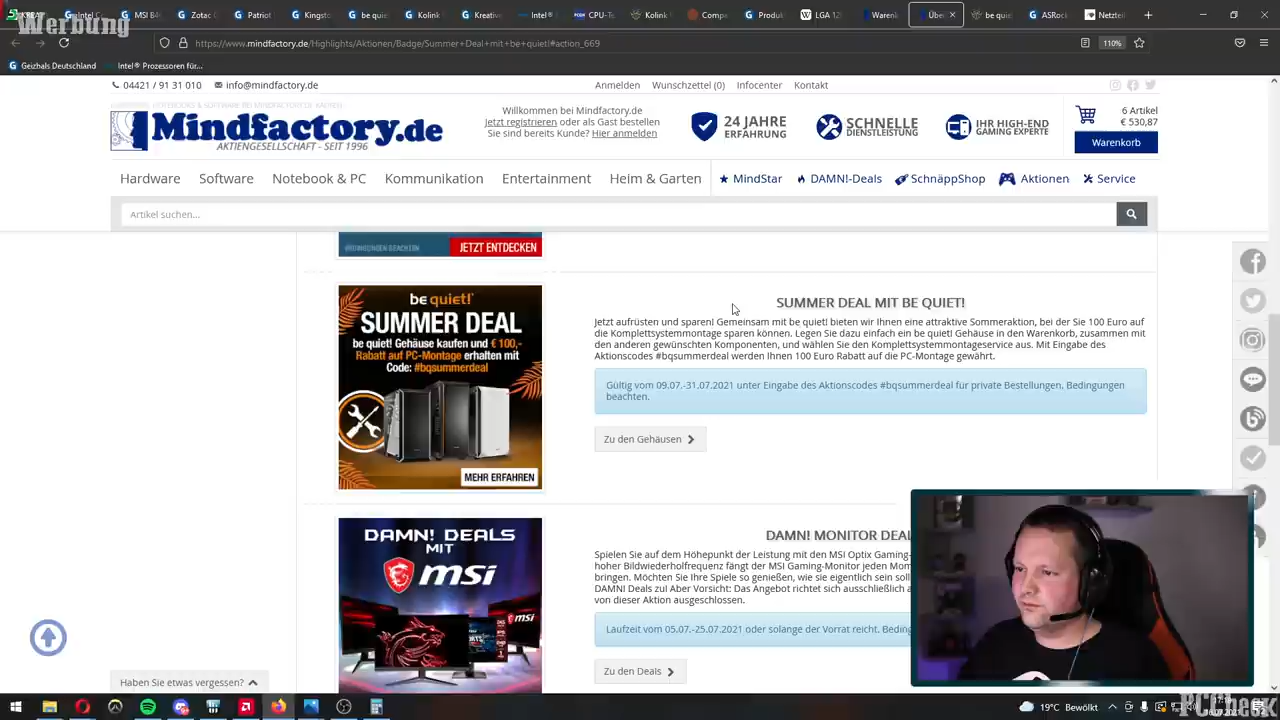 Werbung
https://www.mindfactory.de/Highlights/Aktionen/Badge/Summer+Deal+mit+be+quiet!#action_669
110%
Geizhals Deutschland
Intel® Prozessoren für...
04421 / 91 31 010
info@mindfactory.de
Anmelden
Wunschzettel (0)
Infocenter
Kontakt
Mindfactory.de
AKTIENGESELLSCHAFT - SEIT 1996
Willkommen bei Mindfactory.de
Jetzt registrieren oder als Gast bestellen
Sie sind bereits Kunde? Hier anmelden
24 JAHRE
ERFAHRUNG
SCHNELLE
DIENSTLEISTUNG
IHR HIGH-END
GAMING EXPERTE
6 Artikel
€ 530,87
Warenkorb
Hardware
Software
Notebook & PC
Kommunikation
Entertainment
Heim & Garten
MindStar
DAMN!-Deals
SchnäppShop
Aktionen
Service
Artikel suchen...
JETZT ENTDECKEN
be quiet!
SUMMER DEAL
be quiet! Gehäuse kaufen und € 100,-
Rabatt auf PC-Montage erhalten mit
Code: #bqsummerdeal
MEHR ERFAHREN
SUMMER DEAL MIT BE QUIET!
Jetzt aufrüsten und sparen! Gemeinsam mit be quiet! bieten wir Ihnen eine attraktive Sommeraktion, bei der Sie 100 Euro auf
die Komplettsystemmontage sparen können. Legen Sie dazu einfach ein be quiet! Gehäuse in den Warenkorb, zusammen mit
den anderen gewünschten Komponenten, und wählen Sie den Komplettsystemmontageservice aus. Mit Eingabe des
Aktionscodes #bqsummerdeal werden Ihnen 100 Euro Rabatt auf die PC-Montage gewährt.
Gültig vom 09.07.-31.07.2021 unter Eingabe des Aktionscodes #bqsummerdeal für private Bestellungen. Bedingungen
beachten.
Zu den Gehäusen
DAMN! DEALS
MIT
msi
DAMN! MONITOR DEAL
Spielen Sie auf dem Höhepunkt der Leistung mit den MSI Optix Gaming-
hoher Bildwiederholfrequenz fängt der MSI Gaming-Monitor jeden Mom
bringen. Möchten Sie Ihre Spiele so genießen, wie sie eigentlich sein soll
DAMN! Deals zu! Aber Vorsicht: Das Angebot richtet sich ausschließlich a
von dieser Aktion ausgeschlossen.
Laufzeit vom 05.07.-25.07.2021 oder solange der Vorrat reicht. Beding
Zu den Deals
Haben Sie etwas vergessen?
19°C Bewölkt
PCCheck